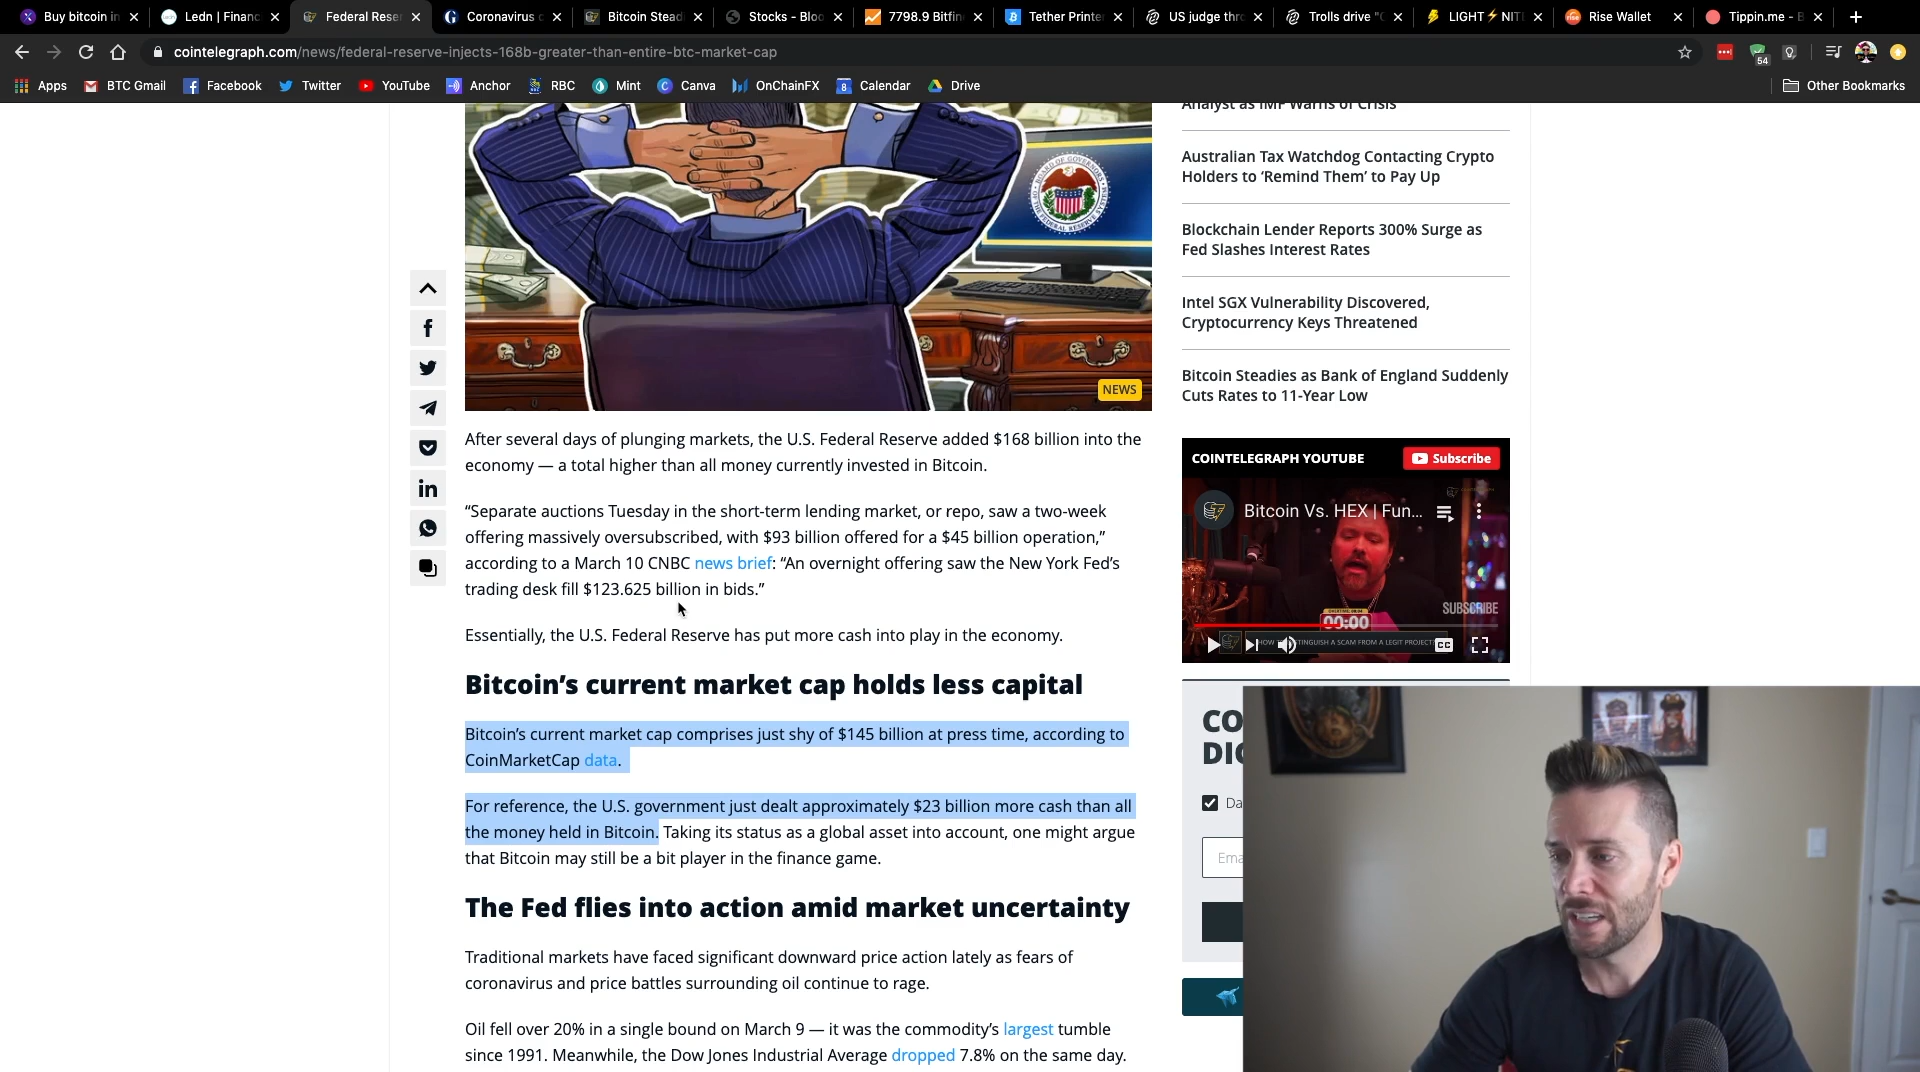 Buy bitcoin in
Ledn | Financ
Federal Reser
Coronavirus c
Bitcoin Stead
Stocks - Bloo
7798.9 Bitfin
Tether Printe
US judge thr
Trolls drive "C
LIGHT⚡NIT
Rise Wallet
Tippin.me - B
cointelegraph.com/news/federal-reserve-injects-168b-greater-than-entire-btc-market-cap
54
Apps
BTC Gmail
Facebook
Twitter
YouTube
Anchor
RBC
Mint
Canva
OnChainFX
Calendar
Drive
Other Bookmarks
NEWS
After several days of plunging markets, the U.S. Federal Reserve added $168 billion into the
economy — a total higher than all money currently invested in Bitcoin.
“Separate auctions Tuesday in the short-term lending market, or repo, saw a two-week
offering massively oversubscribed, with $93 billion offered for a $45 billion operation,”
according to a March 10 CNBC news brief: “An overnight offering saw the New York Fed’s
trading desk fill $123.625 billion in bids.”
Essentially, the U.S. Federal Reserve has put more cash into play in the economy.
Bitcoin’s current market cap holds less capital
Bitcoin’s current market cap comprises just shy of $145 billion at press time, according to
CoinMarketCap data.
For reference, the U.S. government just dealt approximately $23 billion more cash than all
the money held in Bitcoin. Taking its status as a global asset into account, one might argue
that Bitcoin may still be a bit player in the finance game.
The Fed flies into action amid market uncertainty
Traditional markets have faced significant downward price action lately as fears of
coronavirus and price battles surrounding oil continue to rage.
Oil fell over 20% in a single bound on March 9 — it was the commodity’s largest tumble
since 1991. Meanwhile, the Dow Jones Industrial Average dropped 7.8% on the same day.
Analyst as IMF Warns of Crisis
Australian Tax Watchdog Contacting Crypto
Holders to ‘Remind Them’ to Pay Up
Blockchain Lender Reports 300% Surge as
Fed Slashes Interest Rates
Intel SGX Vulnerability Discovered,
Cryptocurrency Keys Threatened
Bitcoin Steadies as Bank of England Suddenly
Cuts Rates to 11-Year Low
COINTELEGRAPH YOUTUBE
Subscribe
Bitcoin Vs. HEX | Fun...
SUBSCRIBE
00:00
A SCAM FROM A LEGIT PROJECT
CC
CO
DIG
Da
Ema